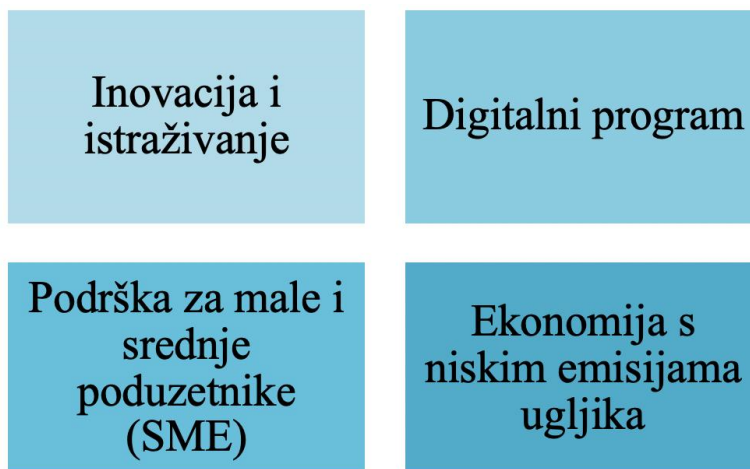 Inovacija i
istraživanje
Digitalni program
Podrška za male i
srednje
poduzetnike
(SME)
Ekonomija s
niskim emisijama
ugljika